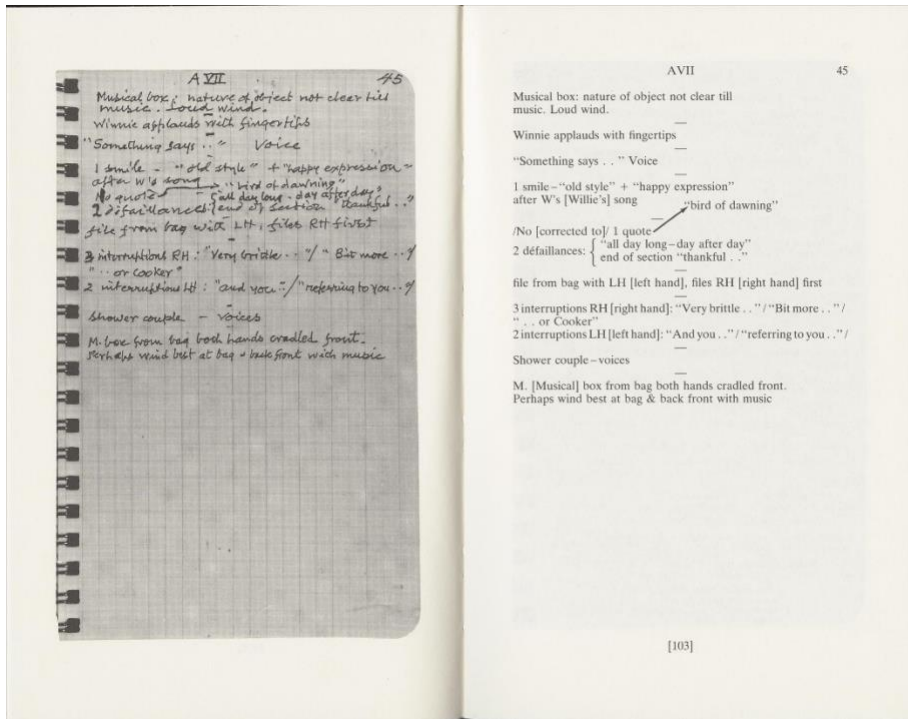 A VII 45
Musical box: nature of object not clear till
music. Loud wind.
Winnie applauds with fingertips
"Something says .." Voice
1 smile - "old style" + "happy expression"
after W's song "bird of dawning"
No quote
2 défaillances { "all day long - day after day"
end of section "thankful .."
file from bag with LH, files RH first
3 interruptions RH: "Very brittle .."/ "Bit more .."/
" .. or Cooker"
2 interruptions LH: "and you .."/ "referring to you .."/
Shower couple - voices
M. box from bag both hands cradled front.
Perhaps wind best at bag & back front with music
AVII 45
Musical box: nature of object not clear till
music. Loud wind.
Winnie applauds with fingertips
“Something says . . ” Voice
1 smile–“old style” + “happy expression”
after W's [Willie's] song
“bird of dawning”
/No [corrected to]/ 1 quote
2 défaillances: { “all day long–day after day”
end of section “thankful . .”
file from bag with LH [left hand], files RH [right hand] first
3 interruptions RH [right hand]: “Very brittle . .”/“Bit more . .”/
“ . . or Cooker”
2 interruptions LH [left hand]: “And you . .”/“referring to you . .”/
Shower couple–voices
M. [Musical] box from bag both hands cradled front.
Perhaps wind best at bag & back front with music
[103]